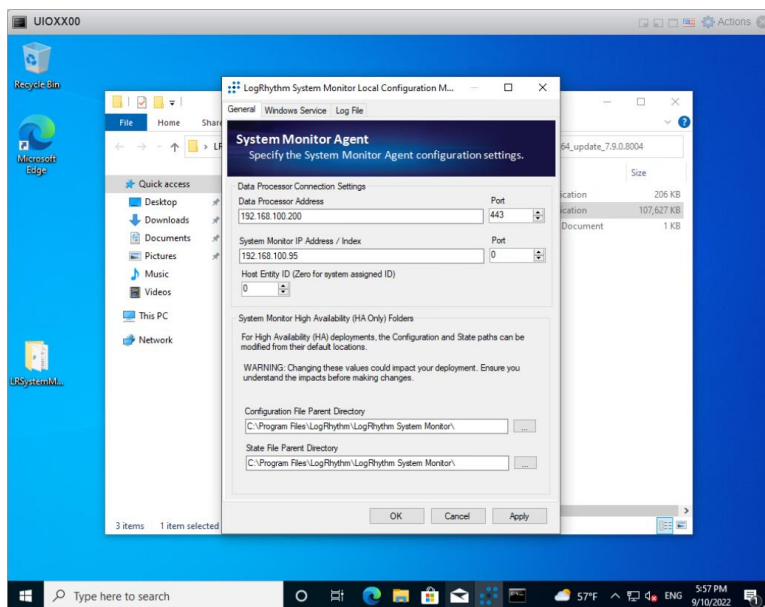 UIOXX00
Actions
Recycle Bin
Microsoft
Edge
LRSystemM...
File
Home
Share
64_update_7.9.0.8004
Size
Quick access
Desktop
Downloads
Documents
Pictures
Music
Videos
This PC
Network
ication
206 KB
ication
107,627 KB
Document
1 KB
3 items
1 item selected
LogRhythm System Monitor Local Configuration M...
General
Windows Service
Log File
System Monitor Agent
Specify the System Monitor Agent configuration settings.
Data Processor Connection Settings
Data Processor Address
Port
192.168.100.200
443
System Monitor IP Address / Index
Port
192.168.100.95
0
Host Entity ID (Zero for system assigned ID)
0
System Monitor High Availability (HA Only) Folders
For High Availability (HA) deployments, the Configuration and State paths can be
modified from their default locations.
WARNING: Changing these values could impact your deployment. Ensure you
understand the impacts before making changes.
Configuration File Parent Directory
C:\Program Files\LogRhythm\LogRhythm System Monitor\
...
State File Parent Directory
C:\Program Files\LogRhythm\LogRhythm System Monitor\
...
OK
Cancel
Apply
Type here to search
57°F
ENG
5:57 PM
9/10/2022